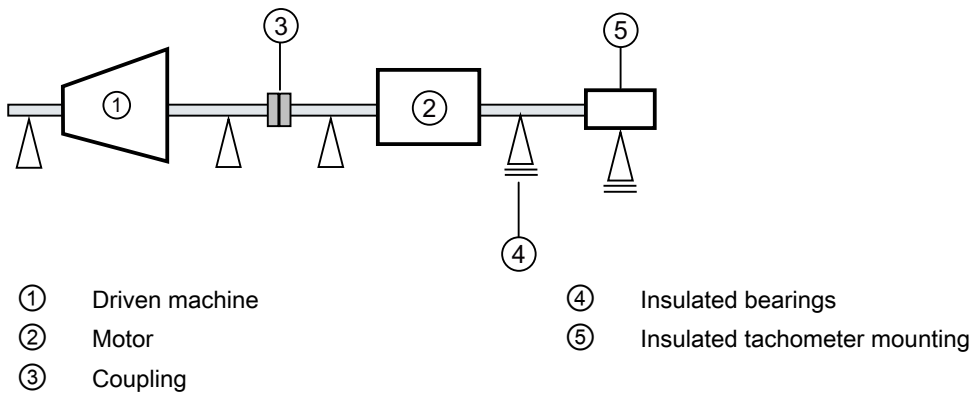 ③
⑤
①
②
④
① Driven machine
② Motor
③ Coupling
④ Insulated bearings
⑤ Insulated tachometer mounting